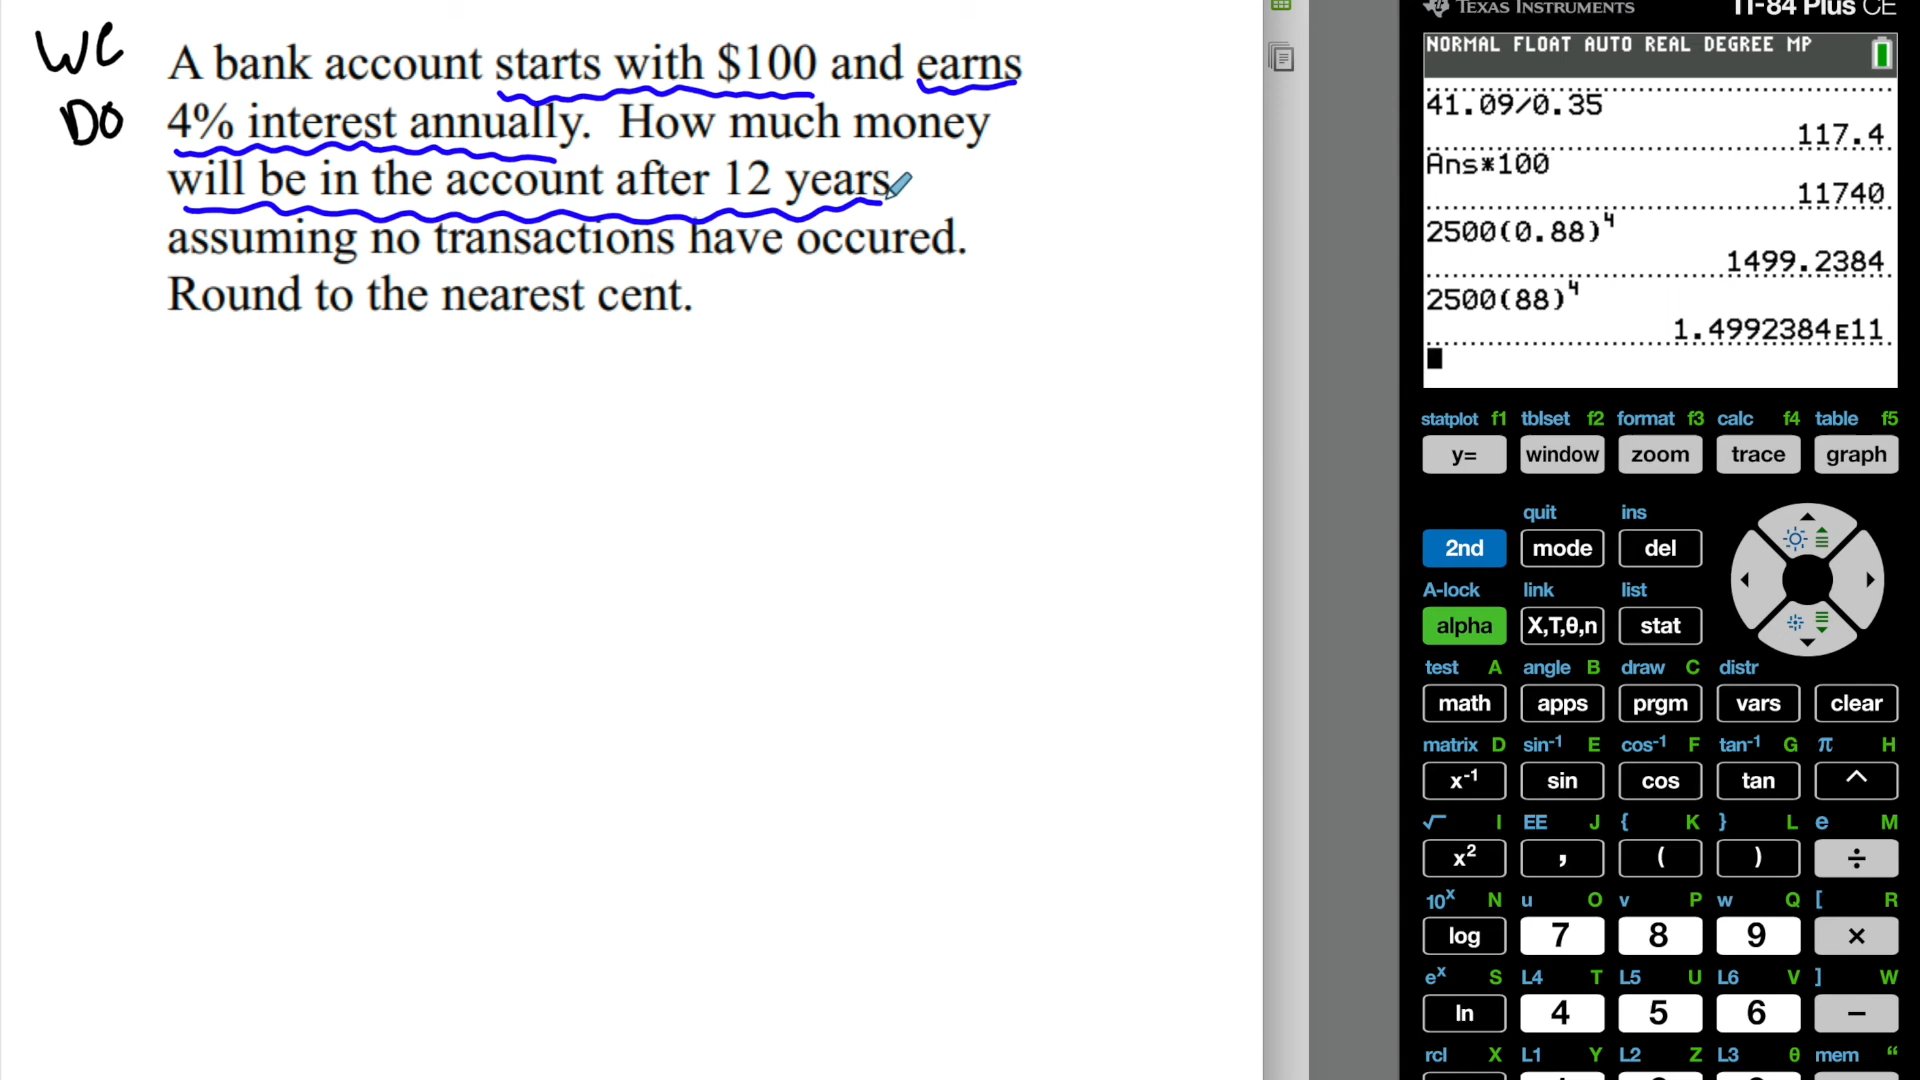 WC
DO
A bank account starts with $100 and earns
4% interest annually. How much money
will be in the account after 12 years
assuming no transactions have occured.
Round to the nearest cent.
TEXAS INSTRUMENTS TI-84 Plus CE
NORMAL FLOAT AUTO REAL DEGREE MP
41.09/0.35
117.4
Ans*100
11740
2500(0.88)⁴
1499.2384
2500(88)⁴
1.4992384E11
statplot f1 tblset f2 format f3 calc f4 table f5
y= window zoom trace graph
quit ins
2nd mode del
A-lock link list
alpha X,T,θ,n stat
test A angle B draw C distr
math apps prgm vars clear
matrix D sin⁻¹ E cos⁻¹ F tan⁻¹ G π H
x⁻¹ sin cos tan ^
√ I EE J { K } L e M
x² , ( ) ÷
10ˣ N u O v P w Q [ R
log 7 8 9 ×
eˣ S L4 T L5 U L6 V ] W
ln 4 5 6 −
rcl X L1 Y L2 Z L3 θ mem “